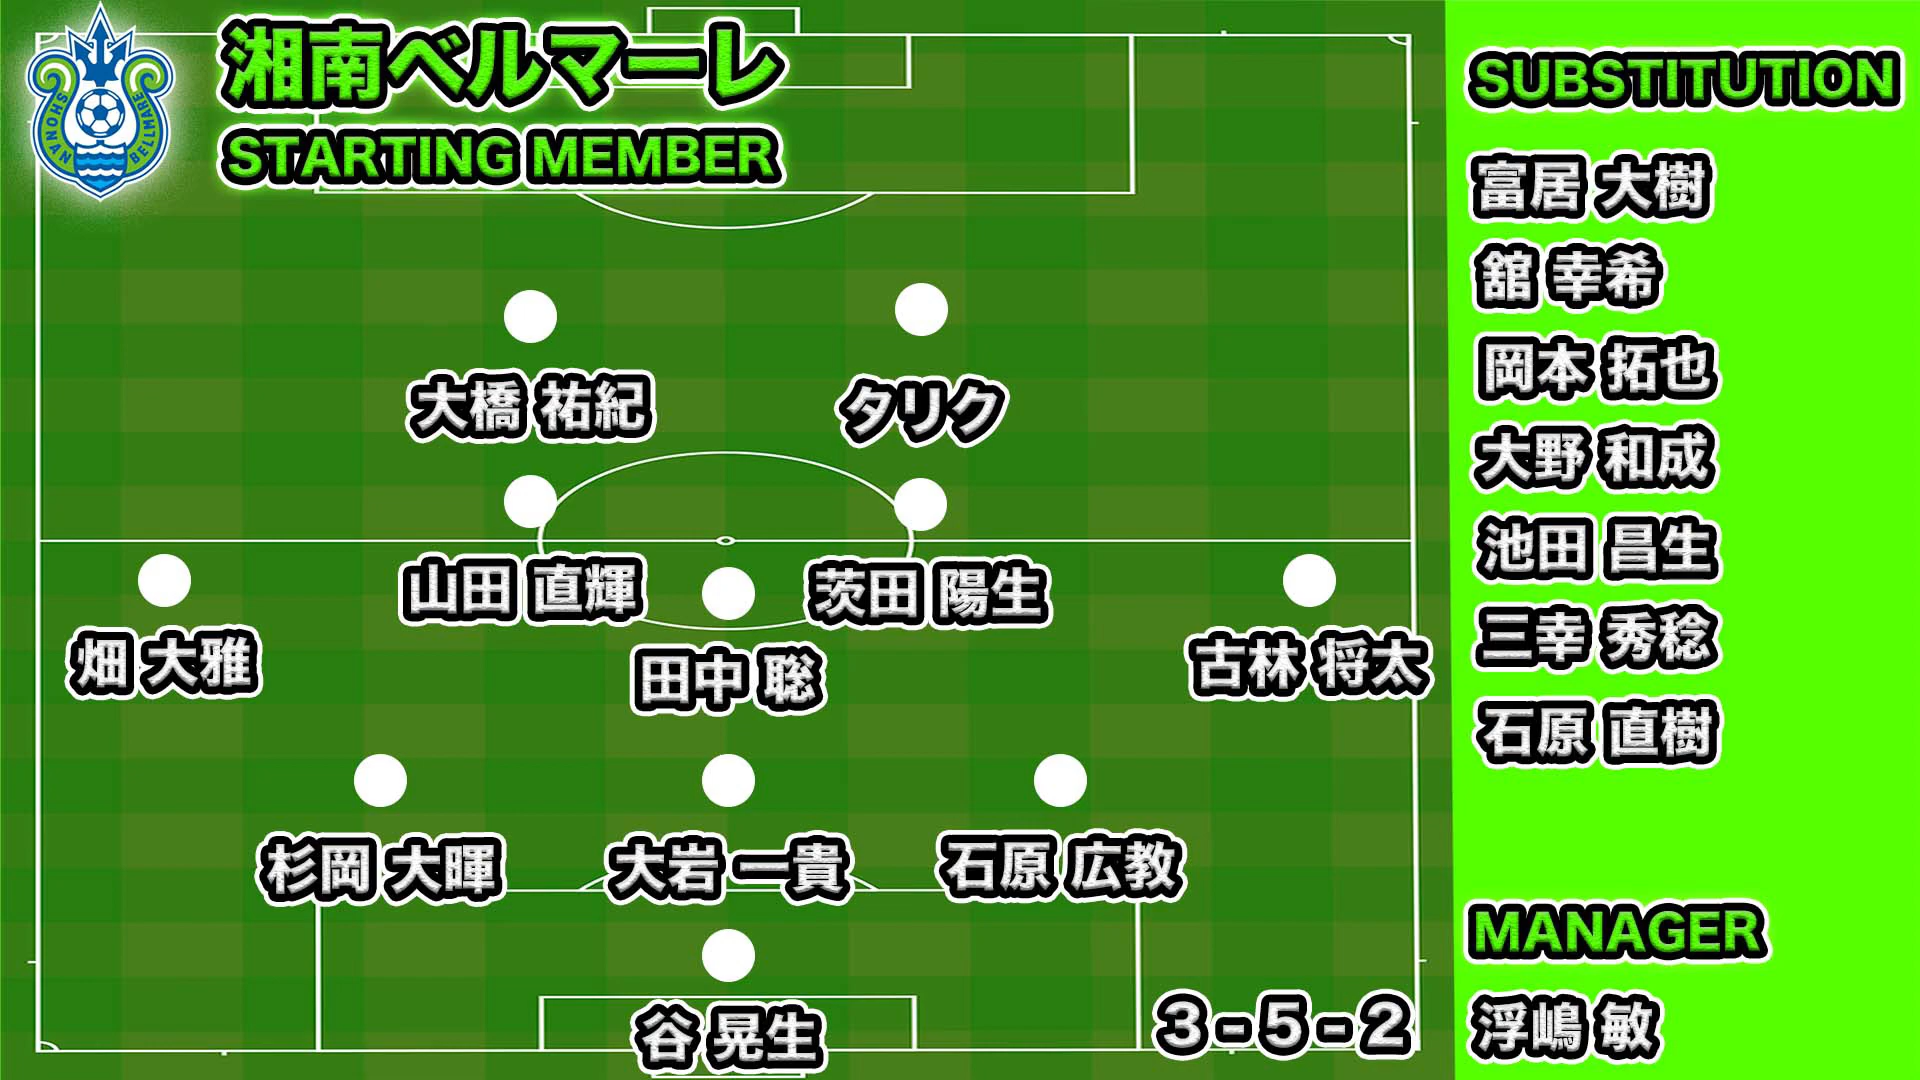 湘南ベルマーレ
STARTING MEMBER
SHONAN BELLMARE
大橋 祐紀
タリク
山田 直輝
茨田 陽生
畑 大雅
田中 聡
古林 将太
杉岡 大暉
大岩 一貴
石原 広教
谷 晃生
3-5-2
SUBSTITUTION
富居 大樹
舘 幸希
岡本 拓也
大野 和成
池田 昌生
三幸 秀稔
石原 直樹
MANAGER
浮嶋 敏